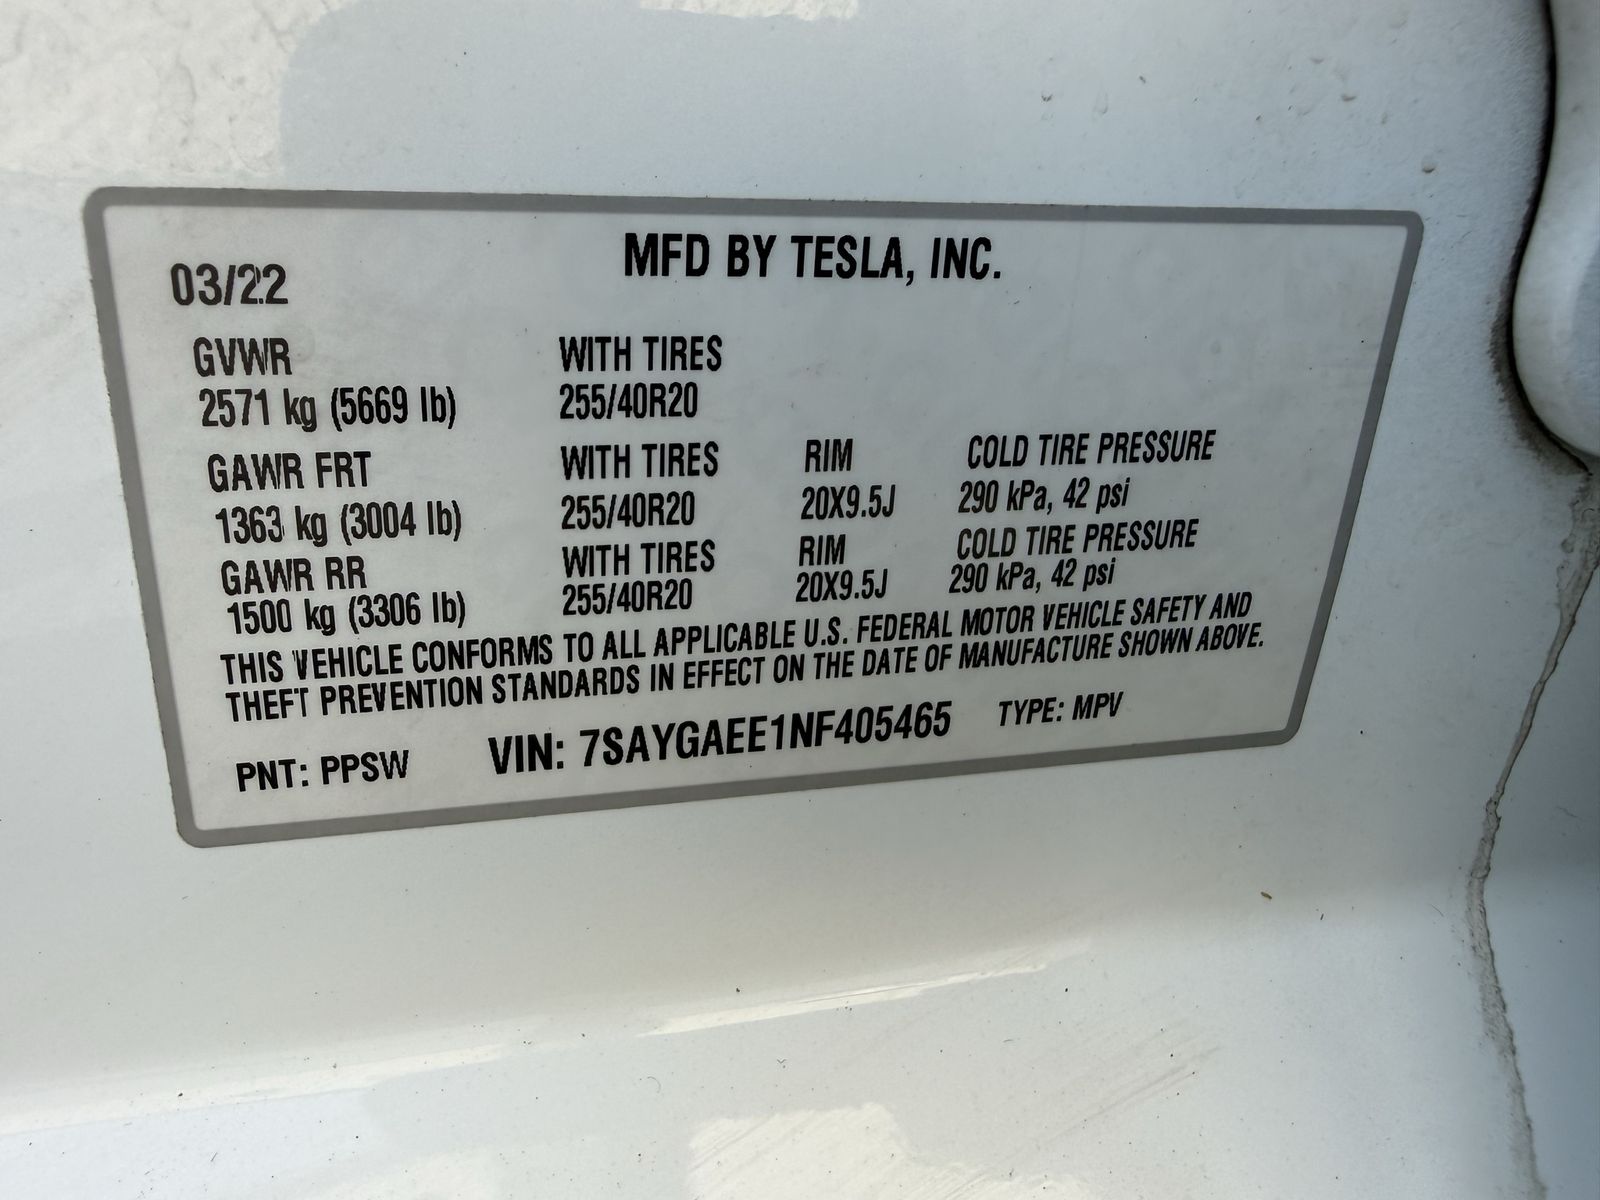 MFD BY TESLA, INC.
03/22
GVWR WITH TIRES
2571 kg (5669 lb) 255/40R20
GAWR FRT WITH TIRES RIM COLD TIRE PRESSURE
1363 kg (3004 lb) 255/40R20 20X9.5J 290 kPa, 42 psi
GAWR RR WITH TIRES RIM COLD TIRE PRESSURE
1500 kg (3306 lb) 255/40R20 20X9.5J 290 kPa, 42 psi
THIS VEHICLE CONFORMS TO ALL APPLICABLE U.S. FEDERAL MOTOR VEHICLE SAFETY AND
THEFT PREVENTION STANDARDS IN EFFECT ON THE DATE OF MANUFACTURE SHOWN ABOVE.
PNT: PPSW VIN: 7SAYGAEE1NF405465 TYPE: MPV